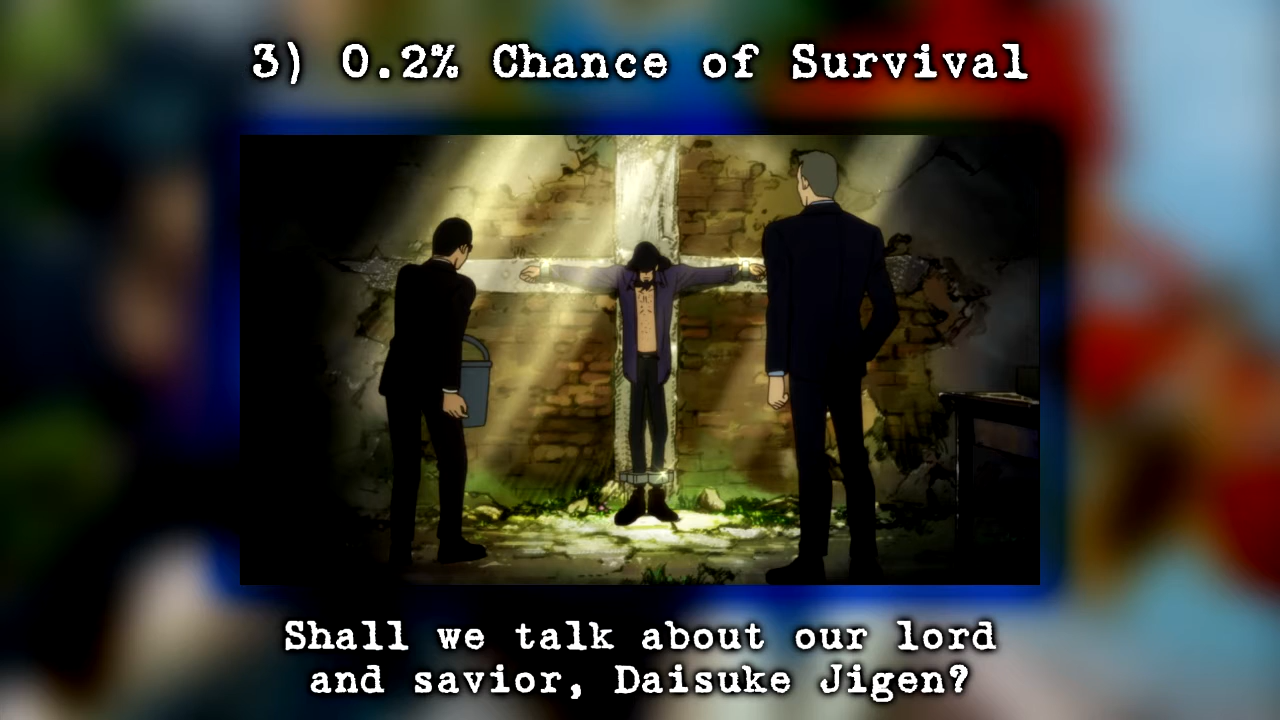 3) 0.2% Chance of Survival
Shall we talk about our lord
and savior, Daisuke Jigen?